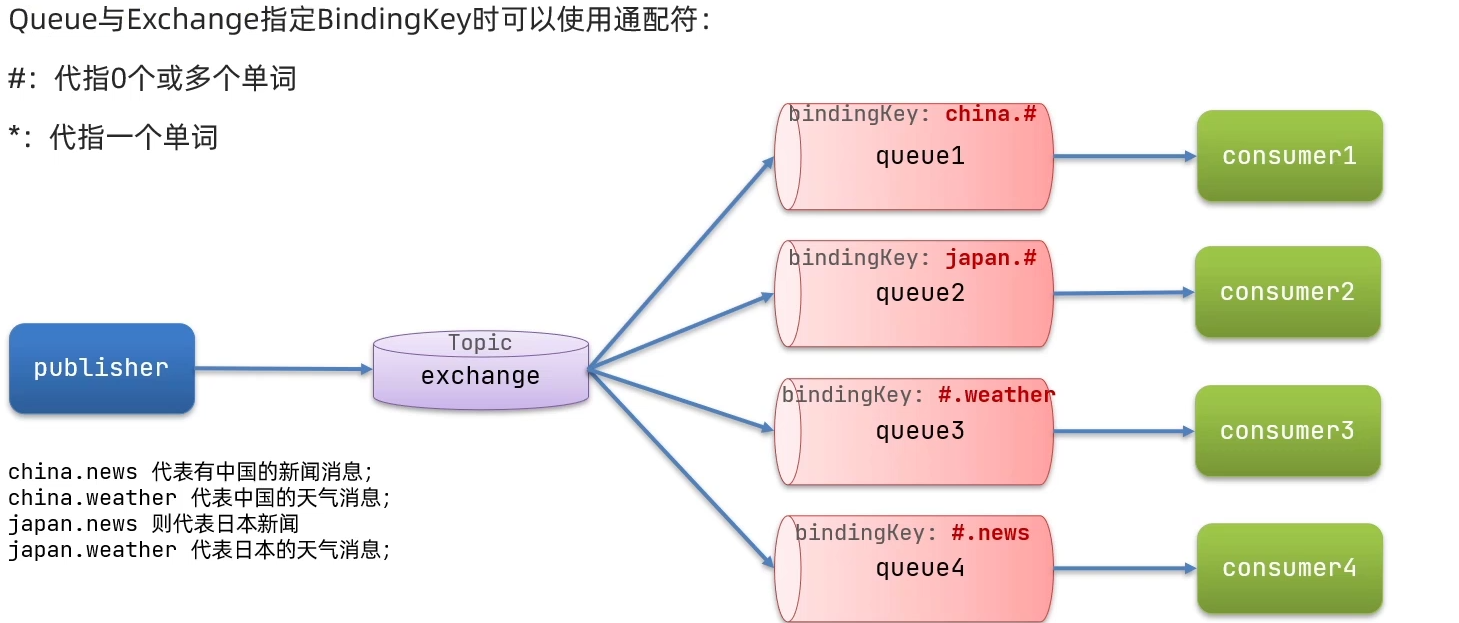 Queue与Exchange指定BindingKey时可以使用通配符：
#：代指0个或多个单词
*：代指一个单词
bindingKey: china.#
queue1
consumer1
bindingKey: japan.#
queue2
consumer2
publisher
Topic
exchange
bindingKey: #.weather
queue3
consumer3
china.news 代表有中国的新闻消息；
china.weather 代表中国的天气消息；
japan.news 则代表日本新闻
japan.weather 代表日本的天气消息；
bindingKey: #.news
queue4
consumer4